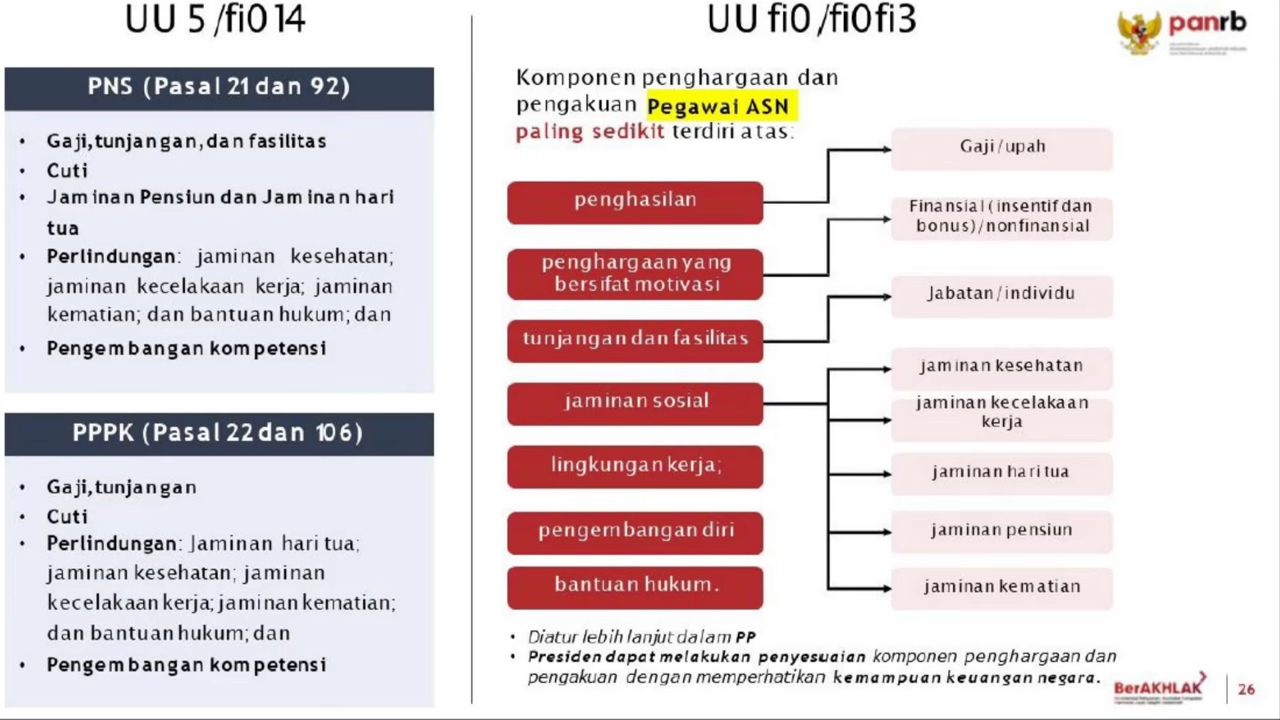 UU 5/fi014
PNS (Pasal 21 dan 92)
• Gaji,tunjangan,dan fasilitas
• Cuti
• Jaminan Pensiun dan Jaminan hari
tua
• Perlindungan: jaminan kesehatan;
jaminan kecelakaan kerja; jaminan
kematian; dan bantuan hukum; dan
• Pengembangan kompetensi
PPPK (Pasal 22 dan 106)
• Gaji,tunjangan
• Cuti
• Perlindungan: Jaminan hari tua;
jaminan kesehatan; jaminan
kecelakaan kerja; jaminan kematian;
dan bantuan hukum; dan
• Pengembangan kompetensi
UU fi0/fi0fi3
panrb
Komponen penghargaan dan
pengakuan Pegawai ASN
paling sedikit terdiri atas:
penghasilan
penghargaan yang
bersifat motivasi
tunjangan dan fasilitas
jaminan sosial
lingkungan kerja;
pengembangan diri
bantuan hukum.
Gaji/upah
Finansial (insentif dan
bonus)/nonfinansial
Jabatan/individu
jaminan kesehatan
jaminan kecelakaan
kerja
jaminan hari tua
jaminan pensiun
jaminan kematian
• Diatur lebih lanjut dalam PP
• Presiden dapat melakukan penyesuaian komponen penghargaan dan
pengakuan dengan memperhatikan kemampuan keuangan negara.
BerAKHLAK
26